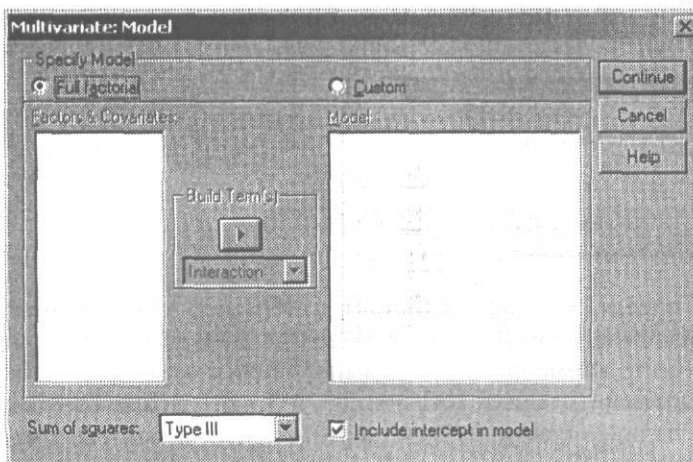 Multivariate: Model
Specify Model
Full factorial
Custom
Continue
Factors & Covariates:
Model:
Cancel
Help
Build Term(s)
Interaction
Sum of squares:
Type III
Include intercept in model